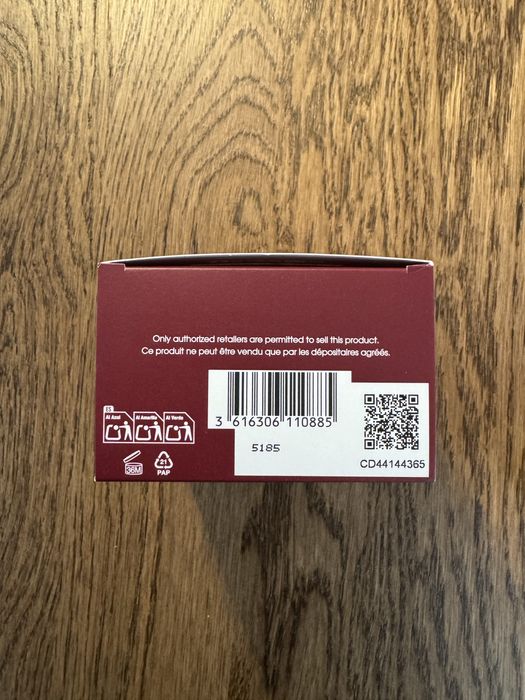 Only authorized retailers are permitted to sell this product.
Ce produit ne peut être vendu que par les dépositaires agréés.
ES
Al Azul
Al Amarillo
Al Verde
3 616306 110885
5185
36M
21
PAP
CD44144365